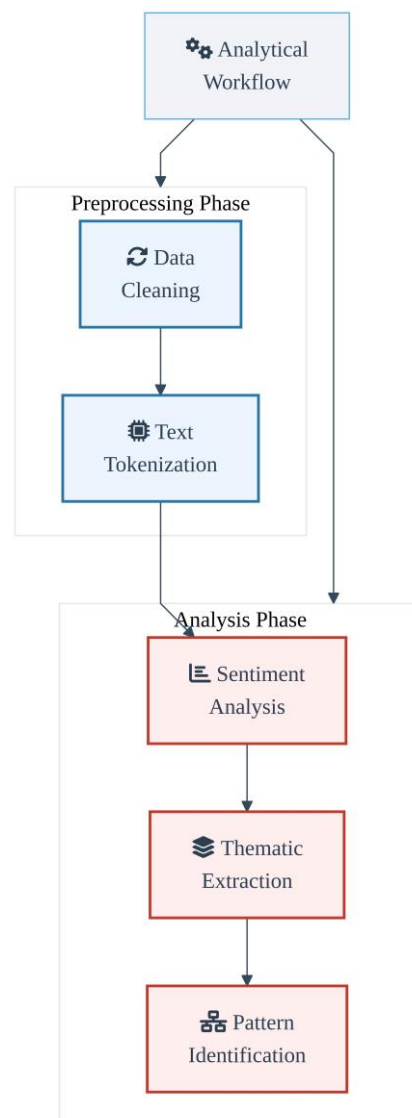 Analytical
Workflow
Preprocessing Phase
Data
Cleaning
Text
Tokenization
Analysis Phase
Sentiment
Analysis
Thematic
Extraction
Pattern
Identification